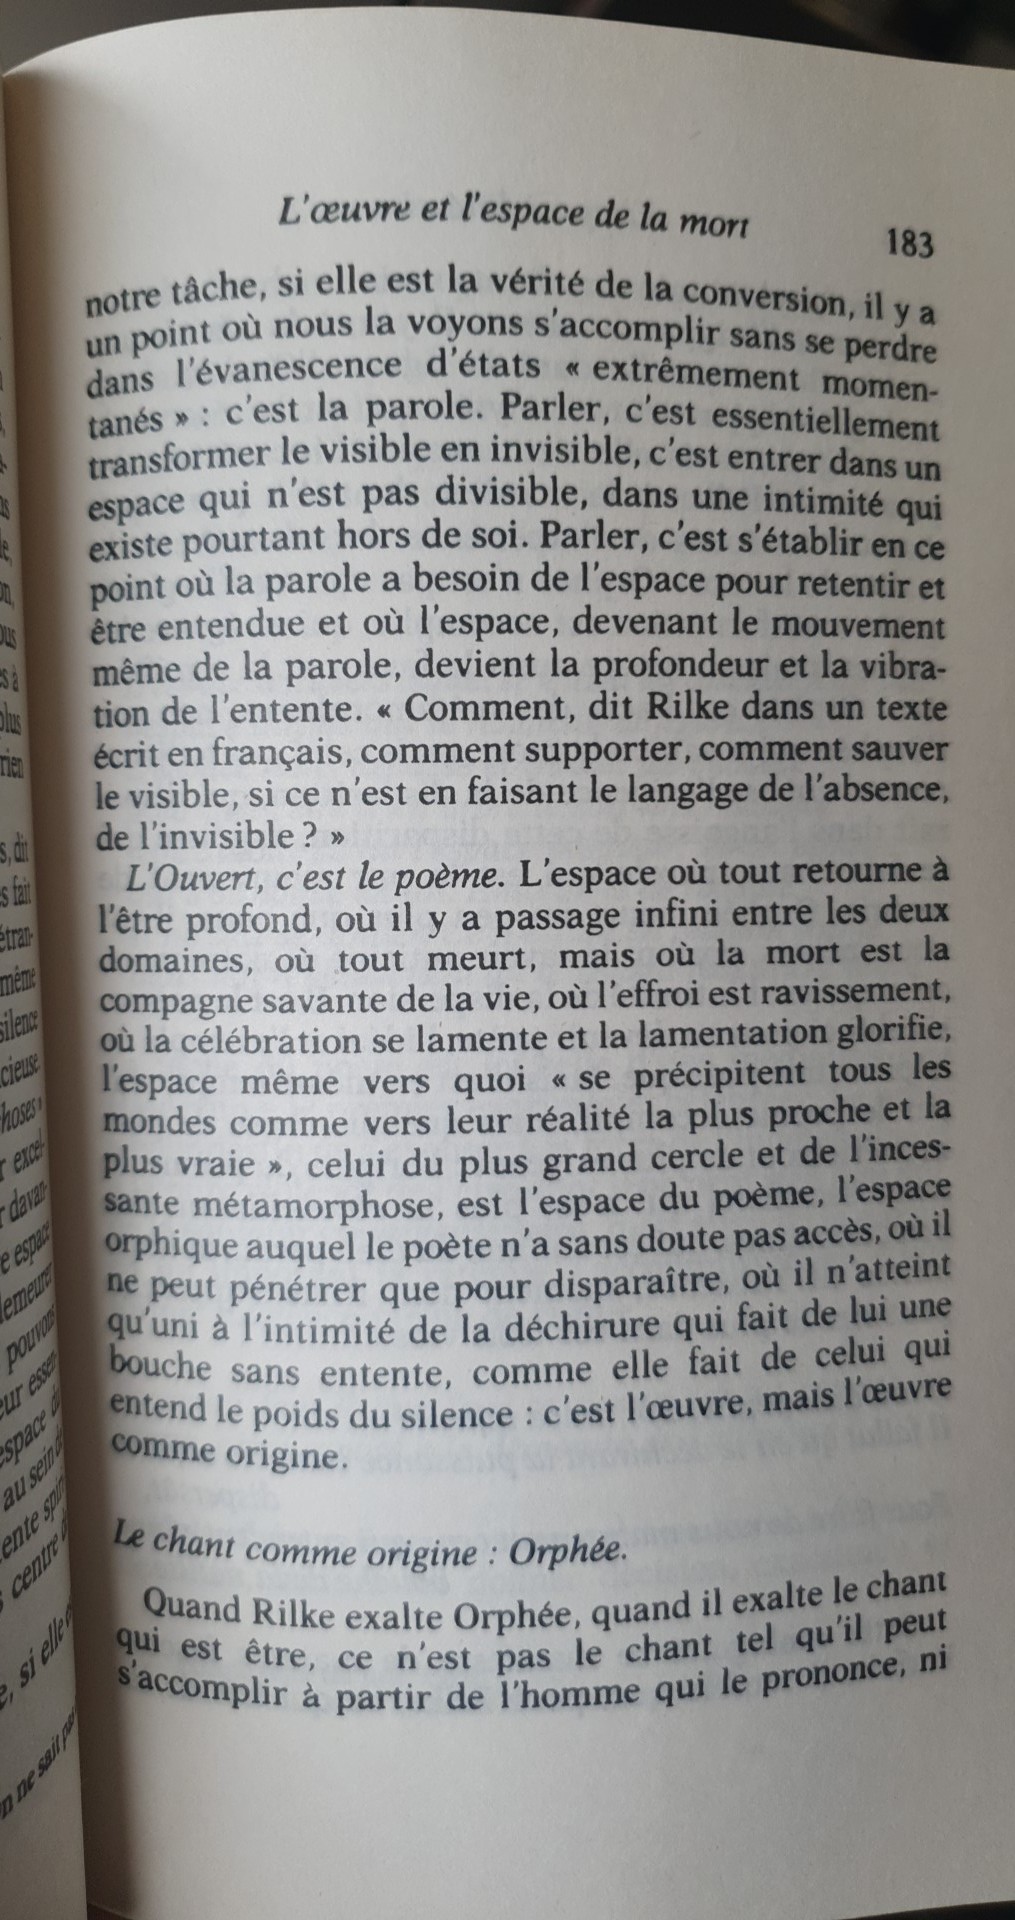 L'œuvre et l'espace de la mort
183
notre tâche, si elle est la vérité de la conversion, il y a
un point où nous la voyons s'accomplir sans se perdre
dans l'évanescence d'états « extrêmement momen-
tanés » : c'est la parole. Parler, c'est essentiellement
transformer le visible en invisible, c'est entrer dans un
espace qui n'est pas divisible, dans une intimité qui
existe pourtant hors de soi. Parler, c'est s'établir en ce
point où la parole a besoin de l'espace pour retentir et
être entendue et où l'espace, devenant le mouvement
même de la parole, devient la profondeur et la vibra-
tion de l'entente. « Comment, dit Rilke dans un texte
écrit en français, comment supporter, comment sauver
le visible, si ce n'est en faisant le langage de l'absence,
de l'invisible ? »
L'Ouvert, c'est le poème. L'espace où tout retourne à
l'être profond, où il y a passage infini entre les deux
domaines, où tout meurt, mais où la mort est la
compagne savante de la vie, où l'effroi est ravissement,
où la célébration se lamente et la lamentation glorifie,
l'espace même vers quoi « se précipitent tous les
mondes comme vers leur réalité la plus proche et la
plus vraie », celui du plus grand cercle et de l'inces-
sante métamorphose, est l'espace du poème, l'espace
orphique auquel le poète n'a sans doute pas accès, où il
ne peut pénétrer que pour disparaître, où il n'atteint
qu'uni à l'intimité de la déchirure qui fait de lui une
bouche sans entente, comme elle fait de celui qui
entend le poids du silence : c'est l'œuvre, mais l'œuvre
comme origine.
Le chant comme origine : Orphée.
Quand Rilke exalte Orphée, quand il exalte le chant
qui est être, ce n'est pas le chant tel qu'il peut
s'accomplir à partir de l'homme qui le prononce, ni